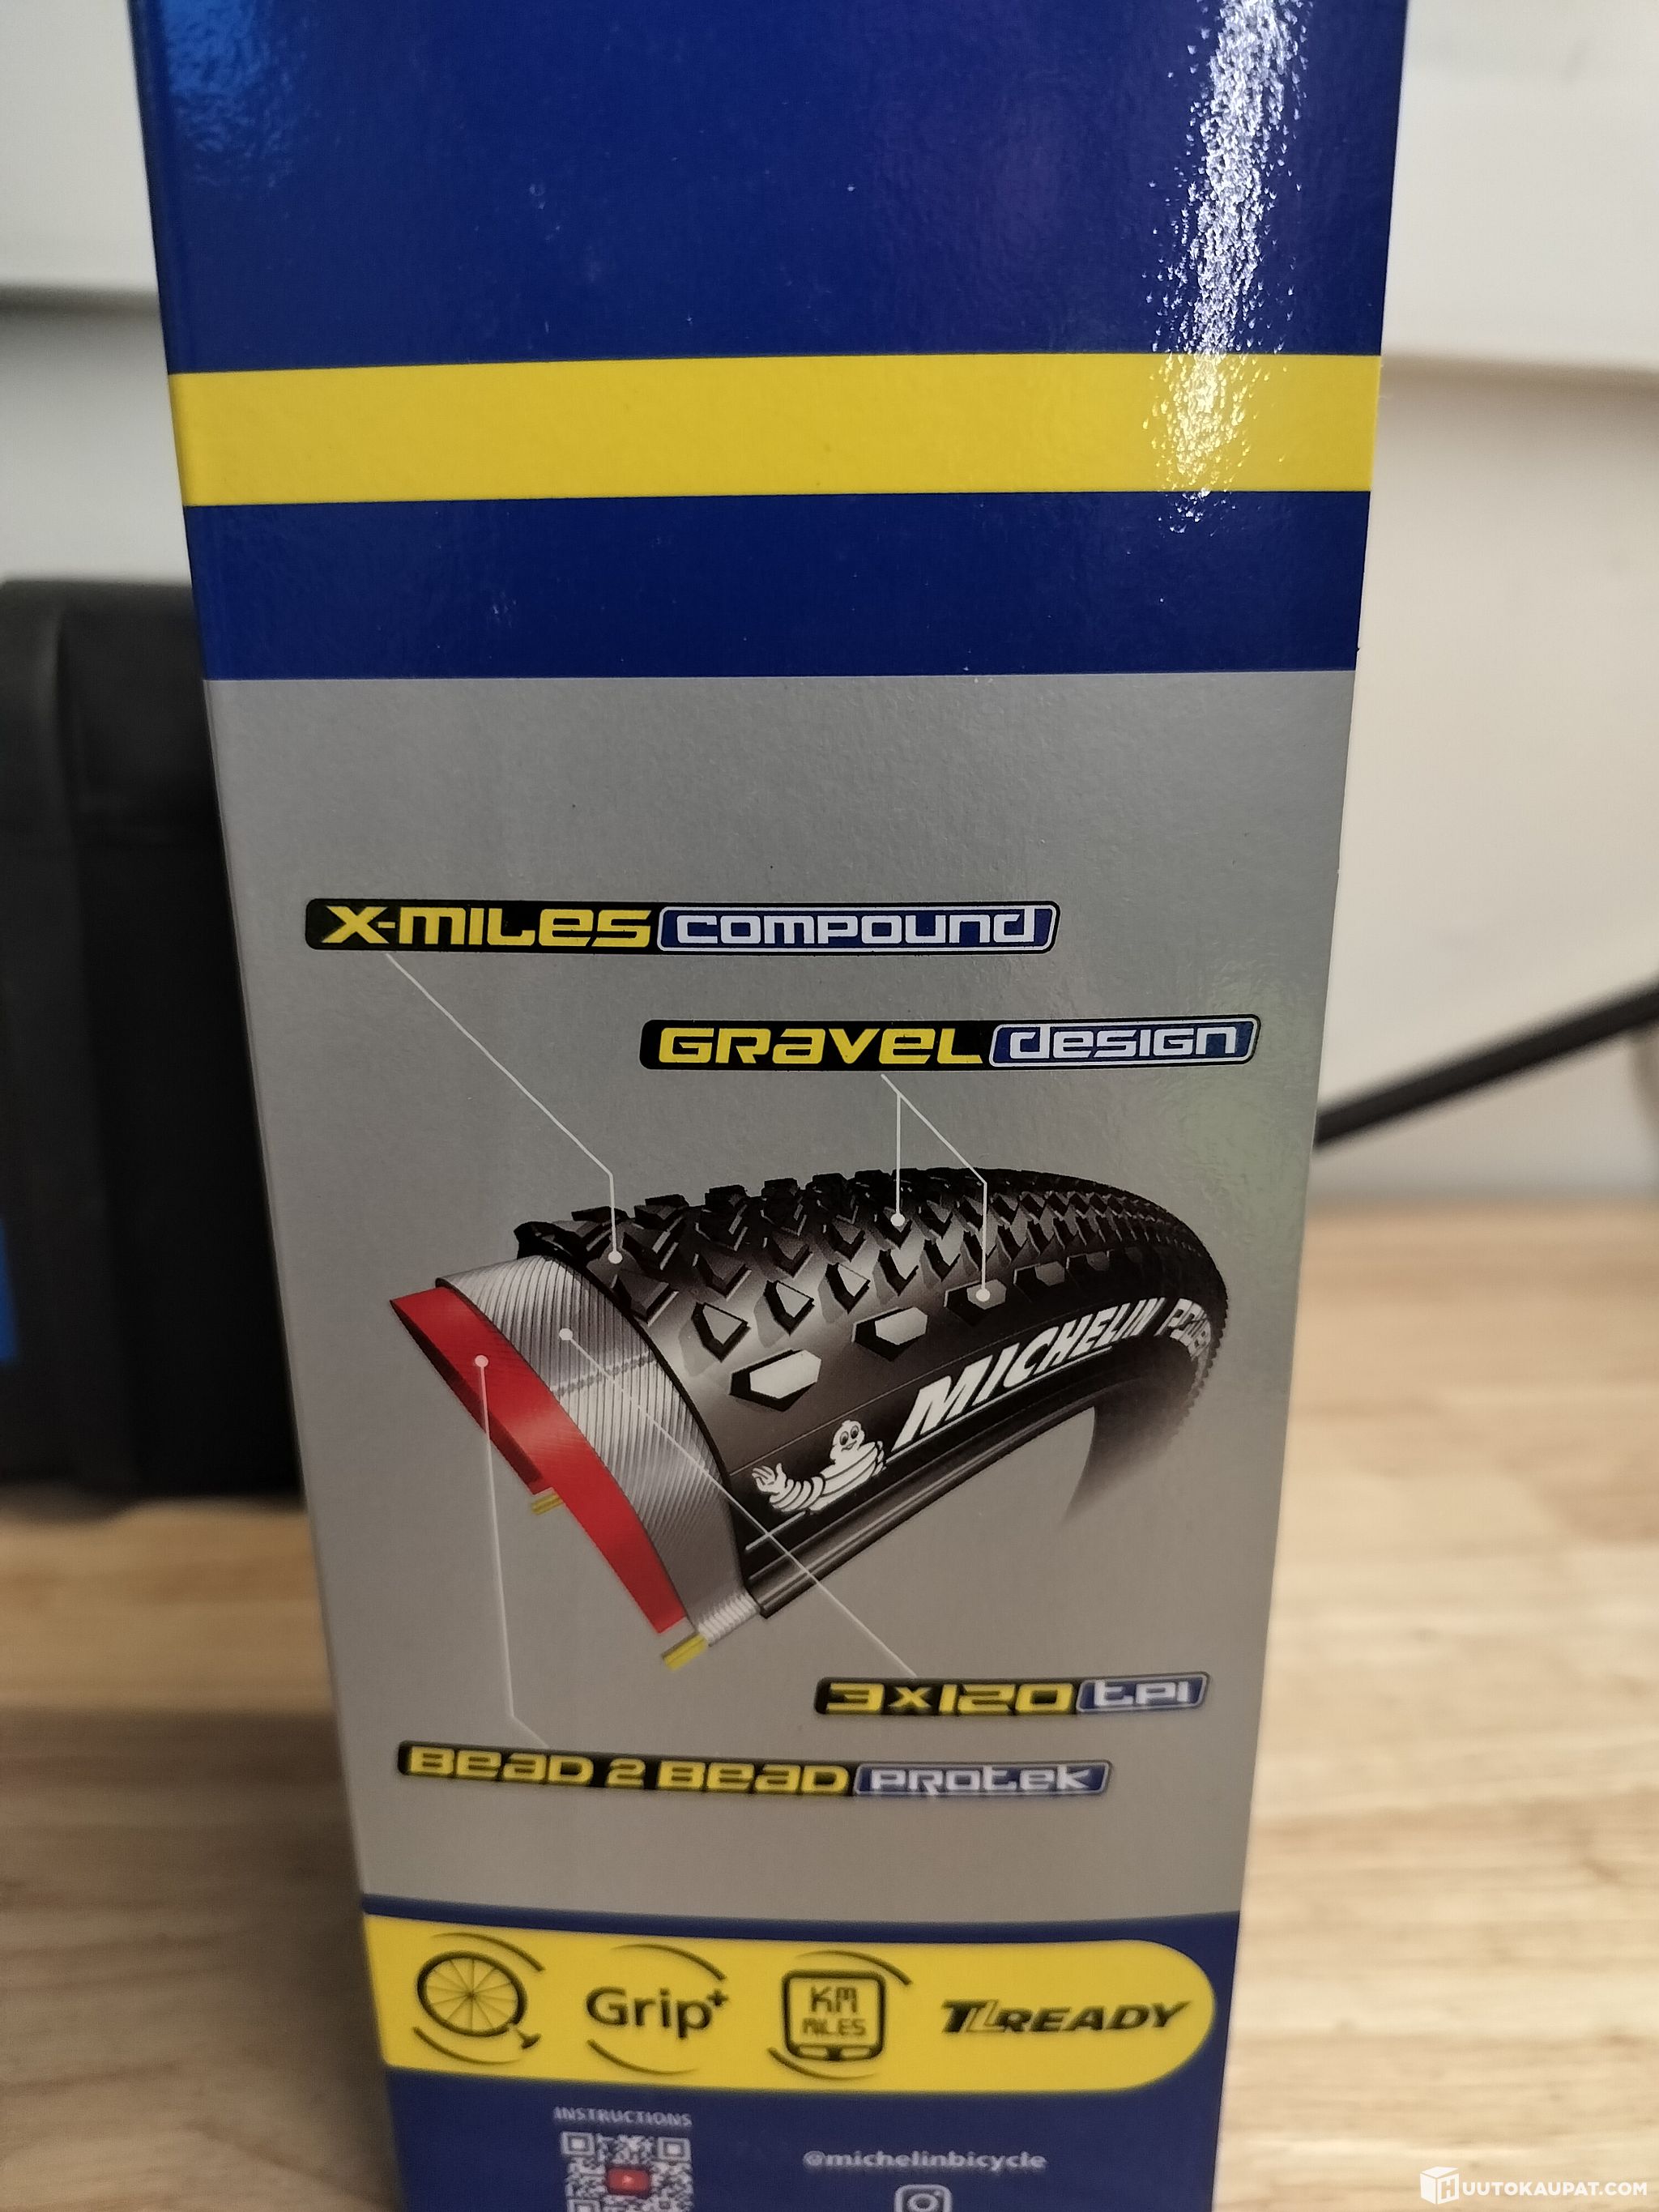 X-MILES COMPOUND
GRAVEL DESIGN
MICHELIN POWER
3x120 tPI
BEAD 2 BEAD PROTEK
Grip+
KM
MILES
TLREADY
INSTRUCTIONS
@michelinbicycle
HUUTOKAUPAT.COM